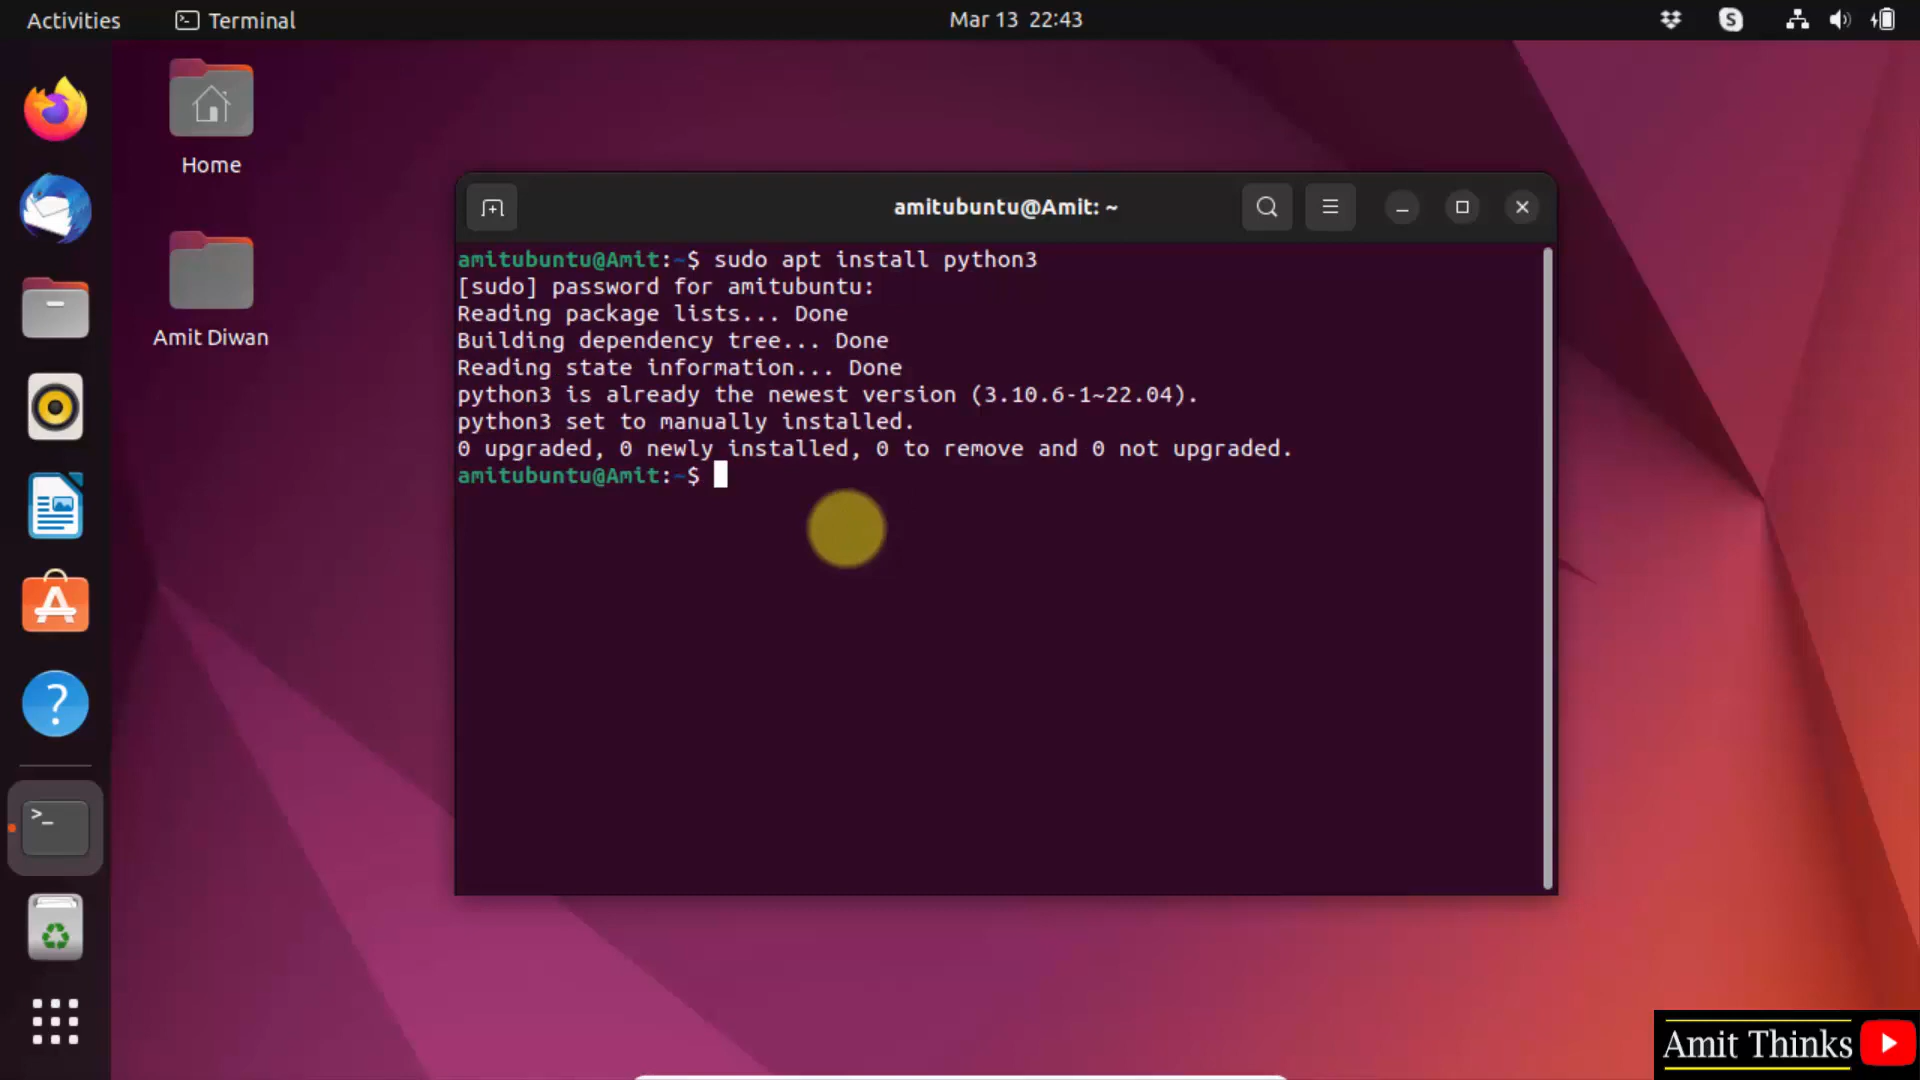 Activities
Terminal
Mar 13 22:43
Home
Amit Diwan
amitubuntu@Amit: ~
amitubuntu@Amit:~$ sudo apt install python3
[sudo] password for amitubuntu:
Reading package lists... Done
Building dependency tree... Done
Reading state information... Done
python3 is already the newest version (3.10.6-1~22.04).
python3 set to manually installed.
0 upgraded, 0 newly installed, 0 to remove and 0 not upgraded.
amitubuntu@Amit:~$
Amit Thinks